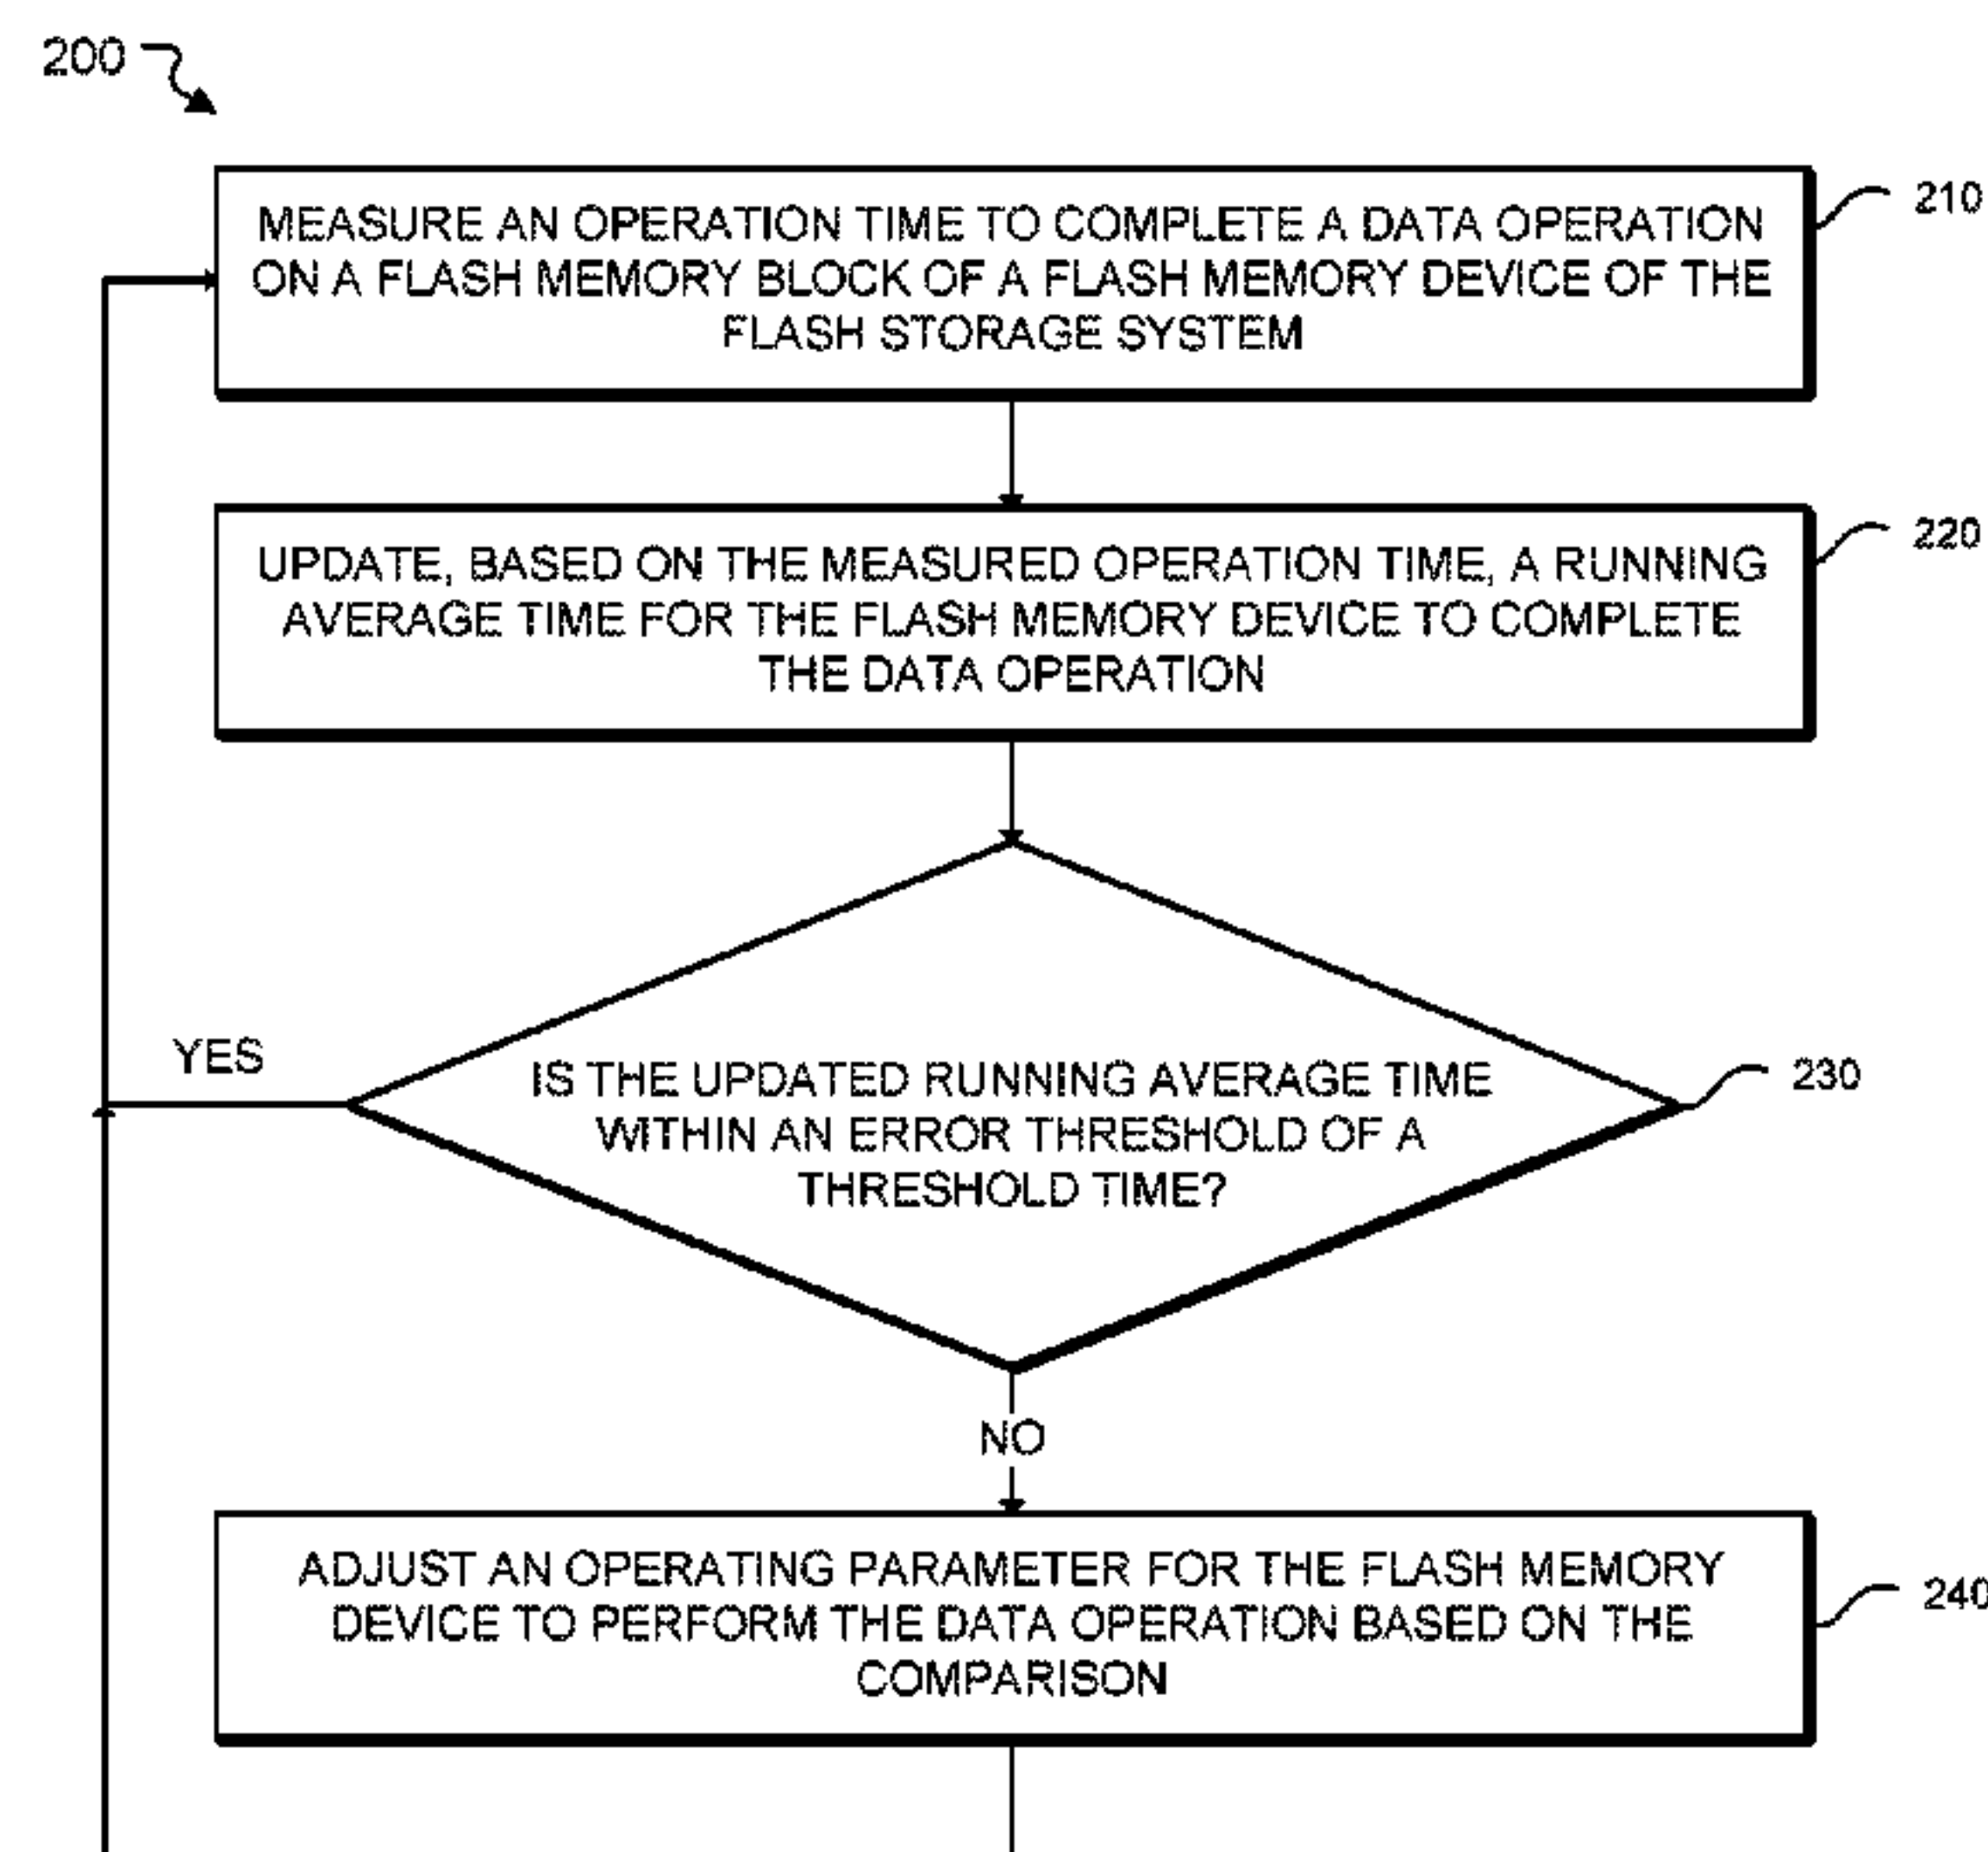 200
MEASURE AN OPERATION TIME TO COMPLETE A DATA OPERATION
ON A FLASH MEMORY BLOCK OF A FLASH MEMORY DEVICE OF THE
FLASH STORAGE SYSTEM
210
UPDATE, BASED ON THE MEASURED OPERATION TIME, A RUNNING
AVERAGE TIME FOR THE FLASH MEMORY DEVICE TO COMPLETE
THE DATA OPERATION
220
YES
IS THE UPDATED RUNNING AVERAGE TIME
WITHIN AN ERROR THRESHOLD OF A
THRESHOLD TIME?
230
NO
ADJUST AN OPERATING PARAMETER FOR THE FLASH MEMORY
DEVICE TO PERFORM THE DATA OPERATION BASED ON THE
COMPARISON
240